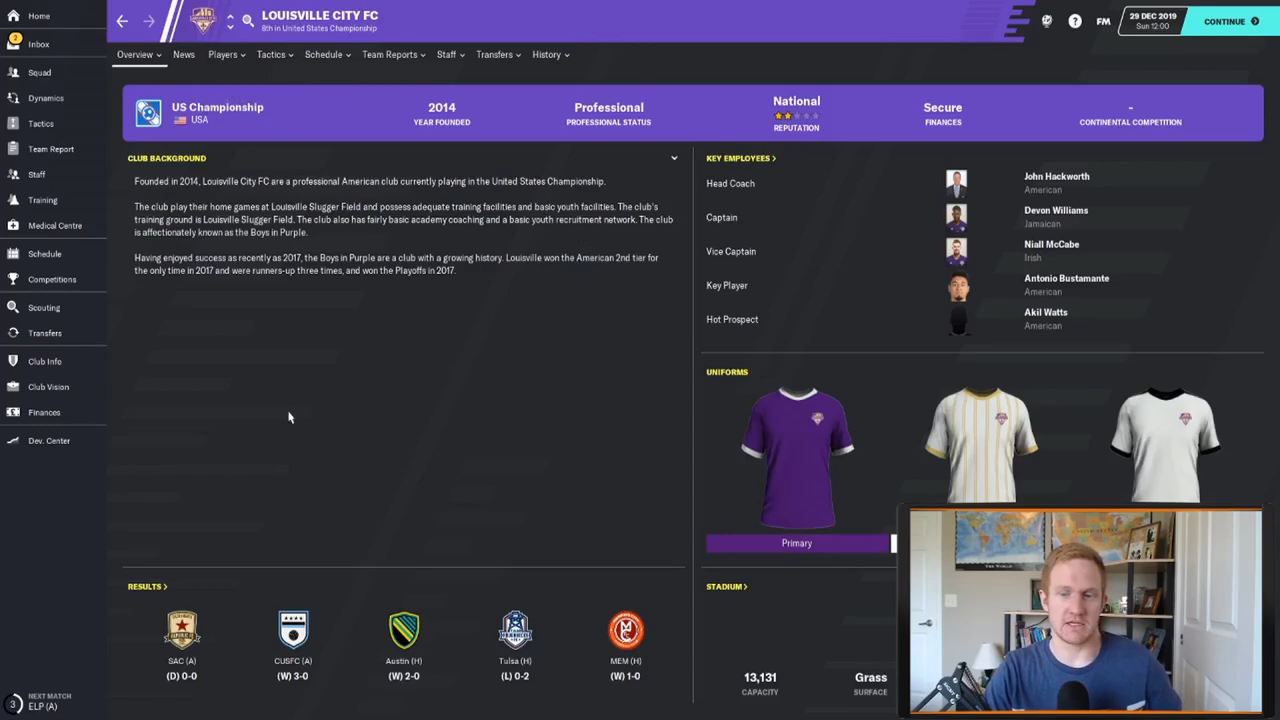 Home
2
Inbox
Squad
Dynamics
Tactics
Team Report
Staff
Training
Medical Centre
Schedule
Competitions
Scouting
Transfers
Club Info
Club Vision
Finances
Dev. Center
3
NEXT MATCH
ELP (A)
LOUISVILLE CITY FC
8th in United States Championship
? FM
29 DEC 2019
Sun 12:00
CONTINUE
Overview News Players Tactics Schedule Team Reports Staff Transfers History
US Championship
USA
2014
YEAR FOUNDED
Professional
PROFESSIONAL STATUS
National
REPUTATION
Secure
FINANCES
-
CONTINENTAL COMPETITION
CLUB BACKGROUND
Founded in 2014, Louisville City FC are a professional American club currently playing in the United States Championship.
The club play their home games at Louisville Slugger Field and possess adequate training facilities and basic youth facilities. The club's
training ground is Louisville Slugger Field. The club also has fairly basic academy coaching and a basic youth recruitment network. The club
is affectionately known as the Boys in Purple.
Having enjoyed success as recently as 2017, the Boys in Purple are a club with a growing history. Louisville won the American 2nd tier for
the only time in 2017 and were runners-up three times, and won the Playoffs in 2017.
KEY EMPLOYEES >
Head Coach
John Hackworth
American
Captain
Devon Williams
Jamaican
Vice Captain
Niall McCabe
Irish
Key Player
Antonio Bustamante
American
Hot Prospect
Akil Watts
American
UNIFORMS
Primary
RESULTS >
SAC (A)
(D) 0-0
CUSFC (A)
(W) 3-0
Austin (H)
(W) 2-0
Tulsa (H)
(L) 0-2
MEM (H)
(W) 1-0
STADIUM >
13,131
CAPACITY
Grass
SURFACE
THE WORLD